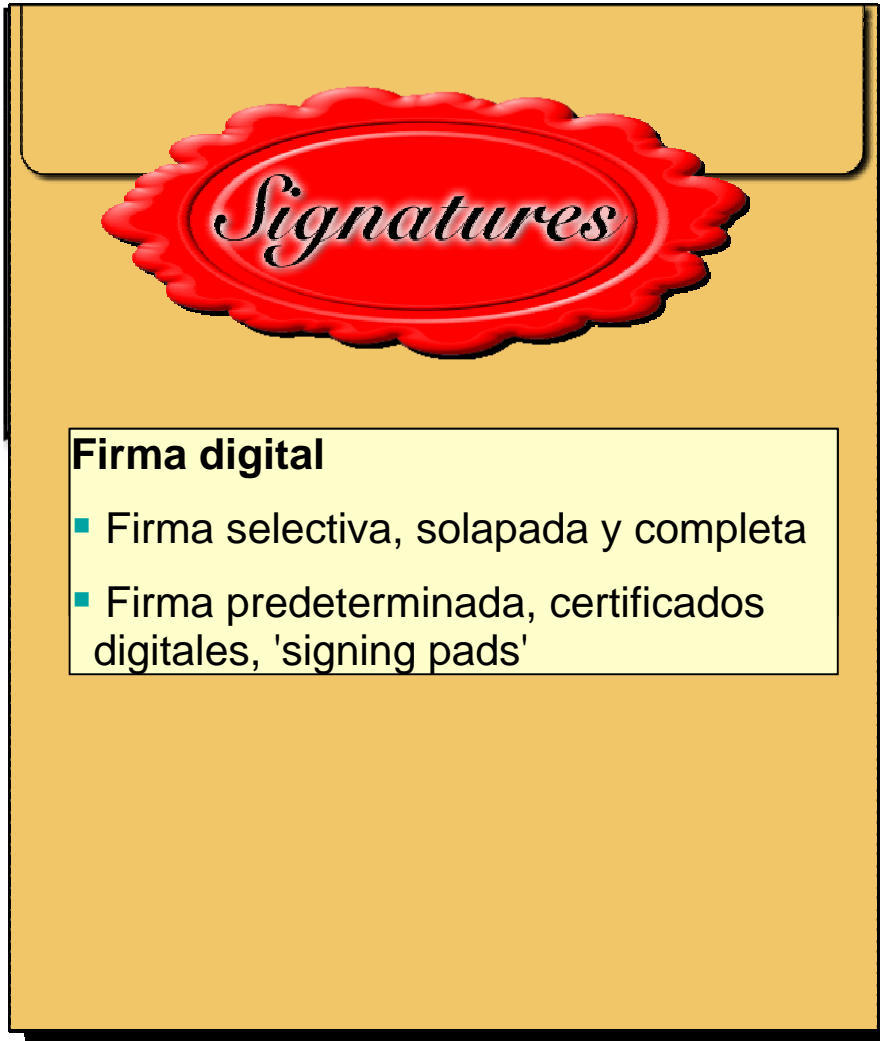 Signatures
Firma digital
▪ Firma selectiva, solapada y completa
▪ Firma predeterminada, certificados
digitales, 'signing pads'